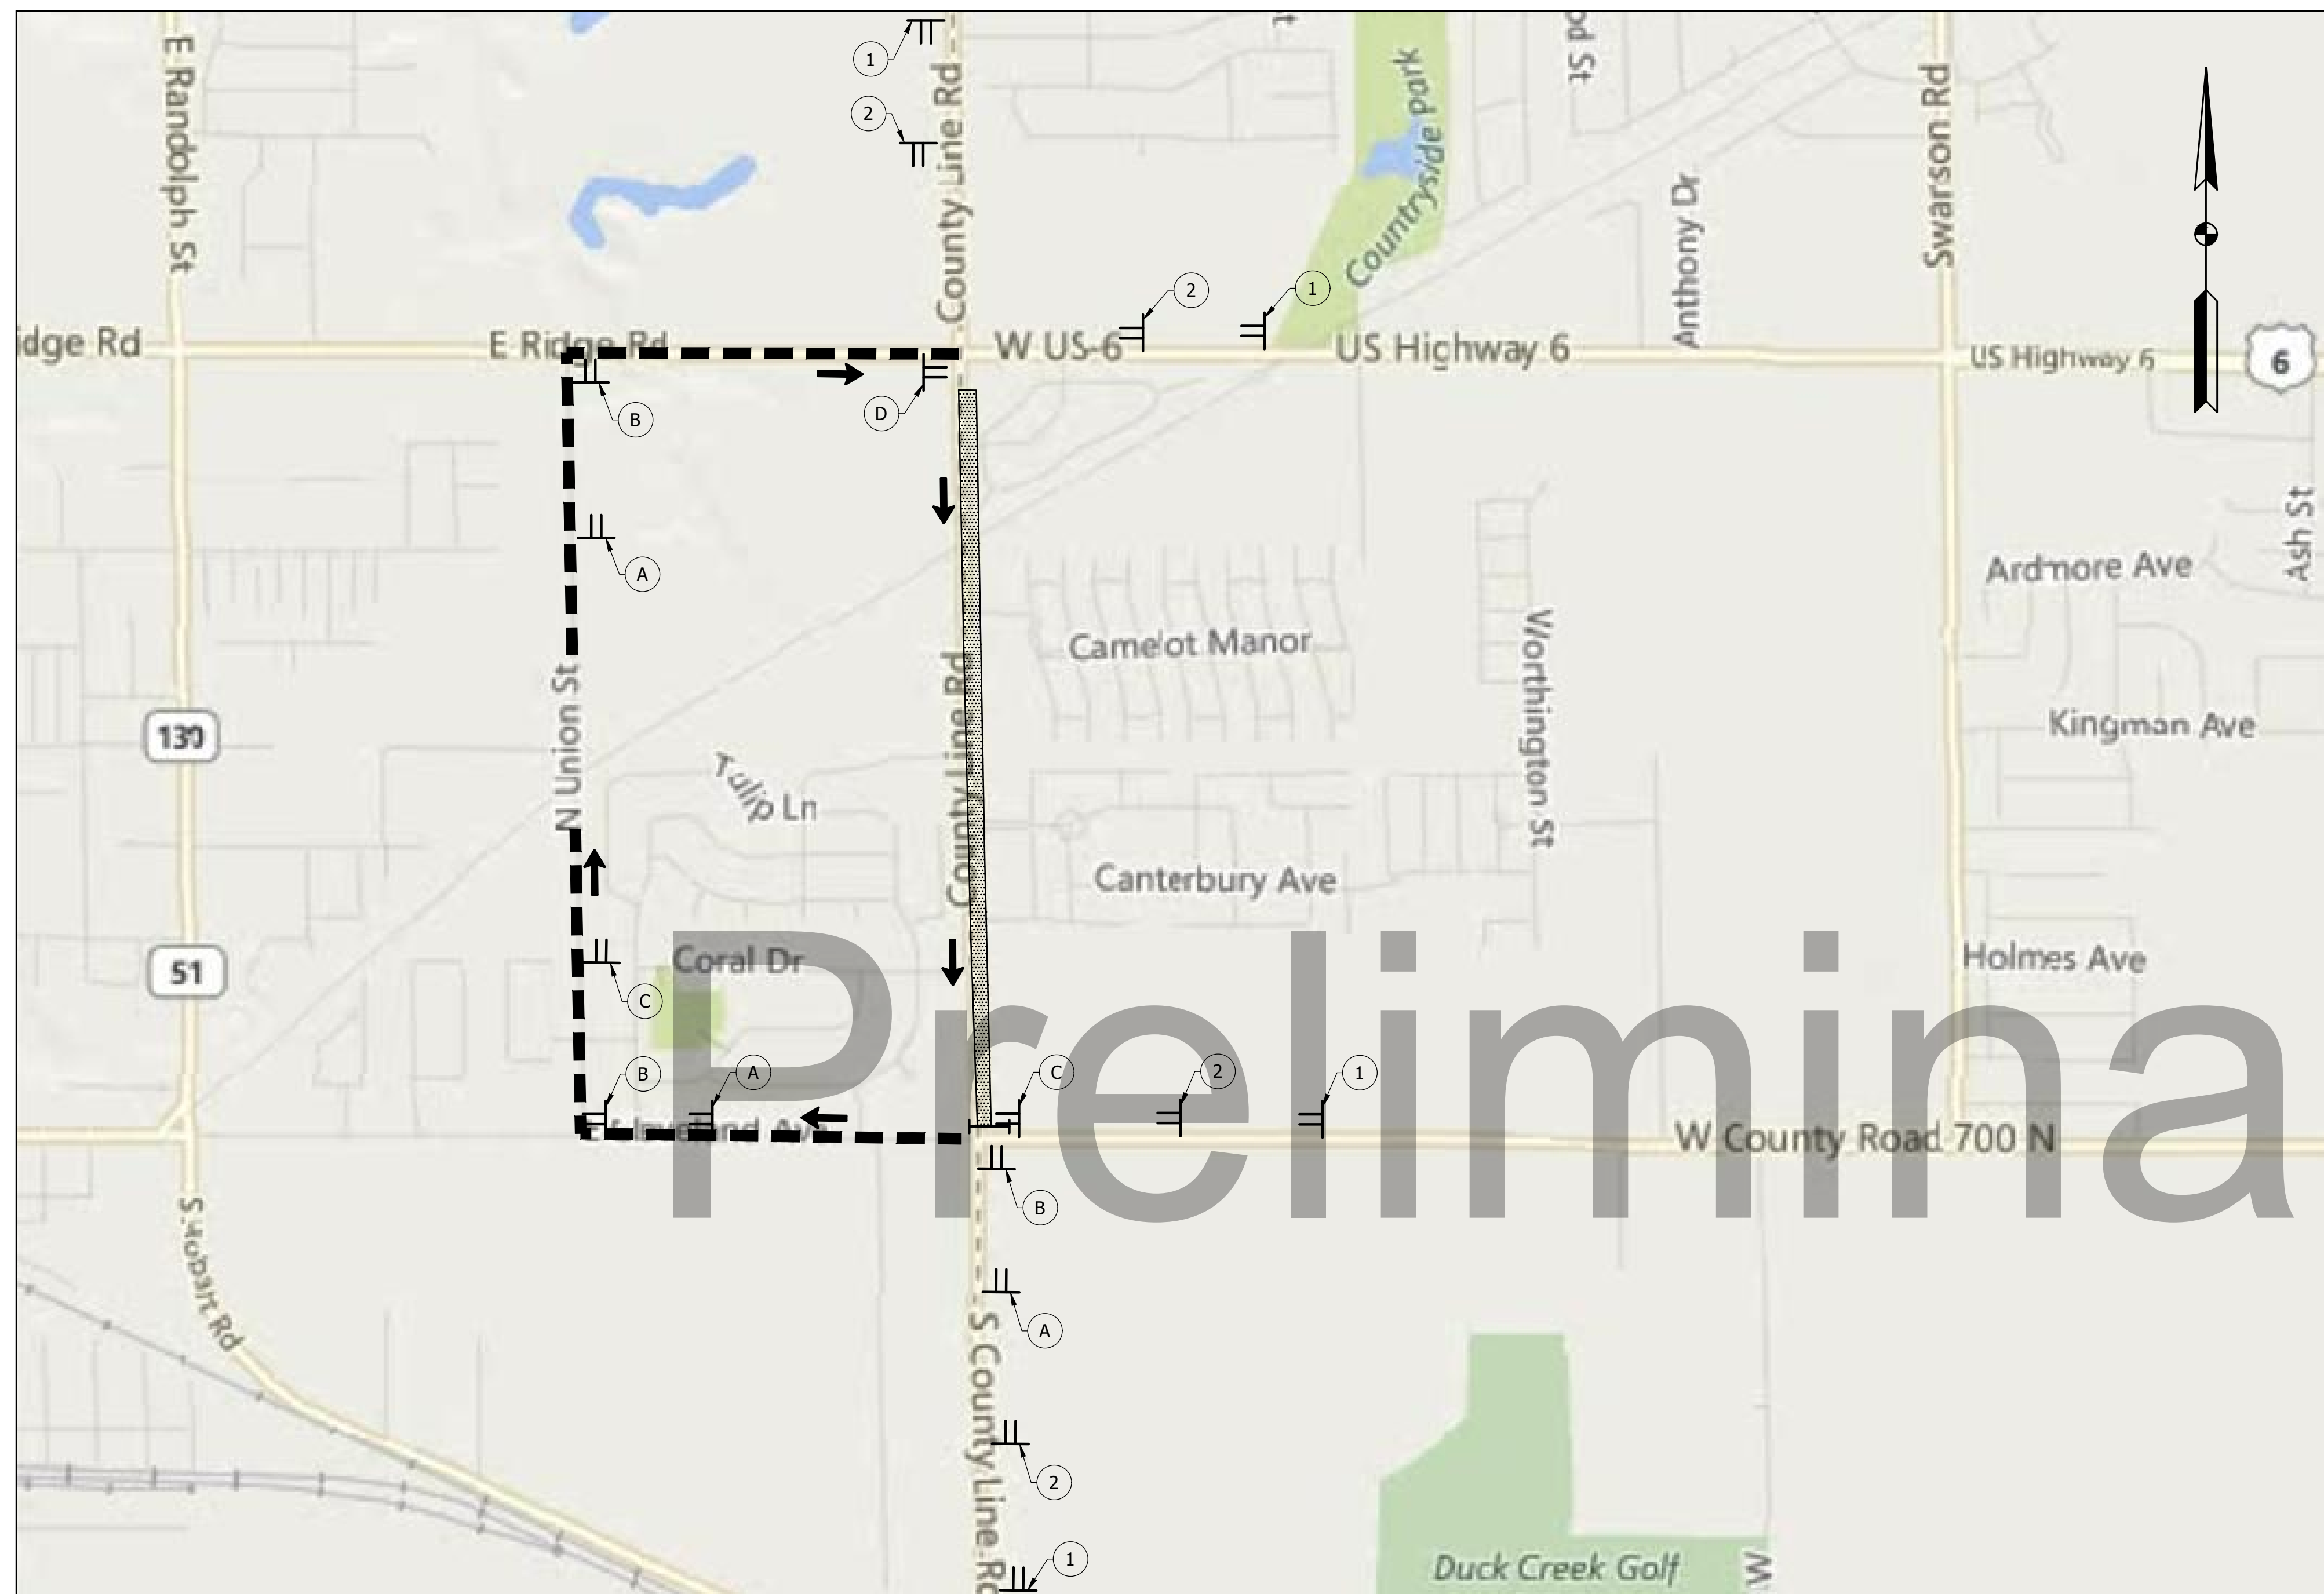 1
2
E Randolph St
County Line Rd
Countryside Park
od St
Anthony Dr
Swarson Rd
2
1
idge Rd
E Ridge Rd
W US-6
US Highway 6
US Highway 6
6
B
D
A
Ash St
Ardmore Ave
Camelot Manor
Worthington St
N Union St
County Line Rd
130
Tulip Ln
Kingman Ave
Canterbury Ave
51
Coral Dr
Holmes Ave
C
Prelimina
B
A
C
2
1
E Cleveland Ave
W County Road 700 N
B
S Hobart Rd
A
S County Line Rd
2
1
Duck Creek Golf
W